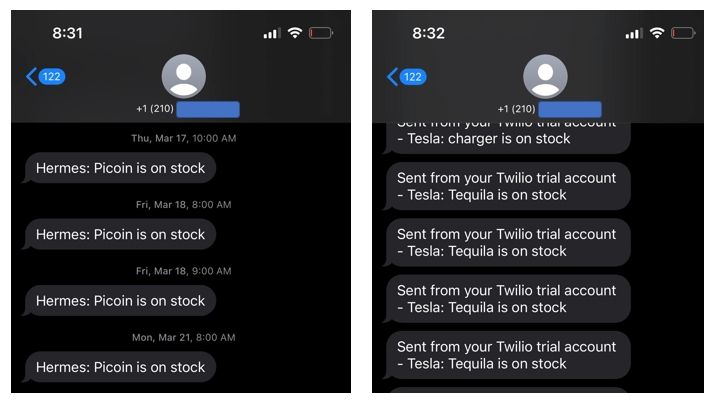 8:31
122
+1 (210)
Thu, Mar 17, 10:00 AM
Hermes: Picoin is on stock
Fri, Mar 18, 8:00 AM
Hermes: Picoin is on stock
Fri, Mar 18, 9:00 AM
Hermes: Picoin is on stock
Mon, Mar 21, 8:00 AM
Hermes: Picoin is on stock
8:32
122
+1 (210)
Sent from your Twilio trial account
- Tesla: charger is on stock
Sent from your Twilio trial account
- Tesla: Tequila is on stock
Sent from your Twilio trial account
- Tesla: Tequila is on stock
Sent from your Twilio trial account
- Tesla: Tequila is on stock
Sent from your Twilio trial account
- Tesla: Tequila is on stock